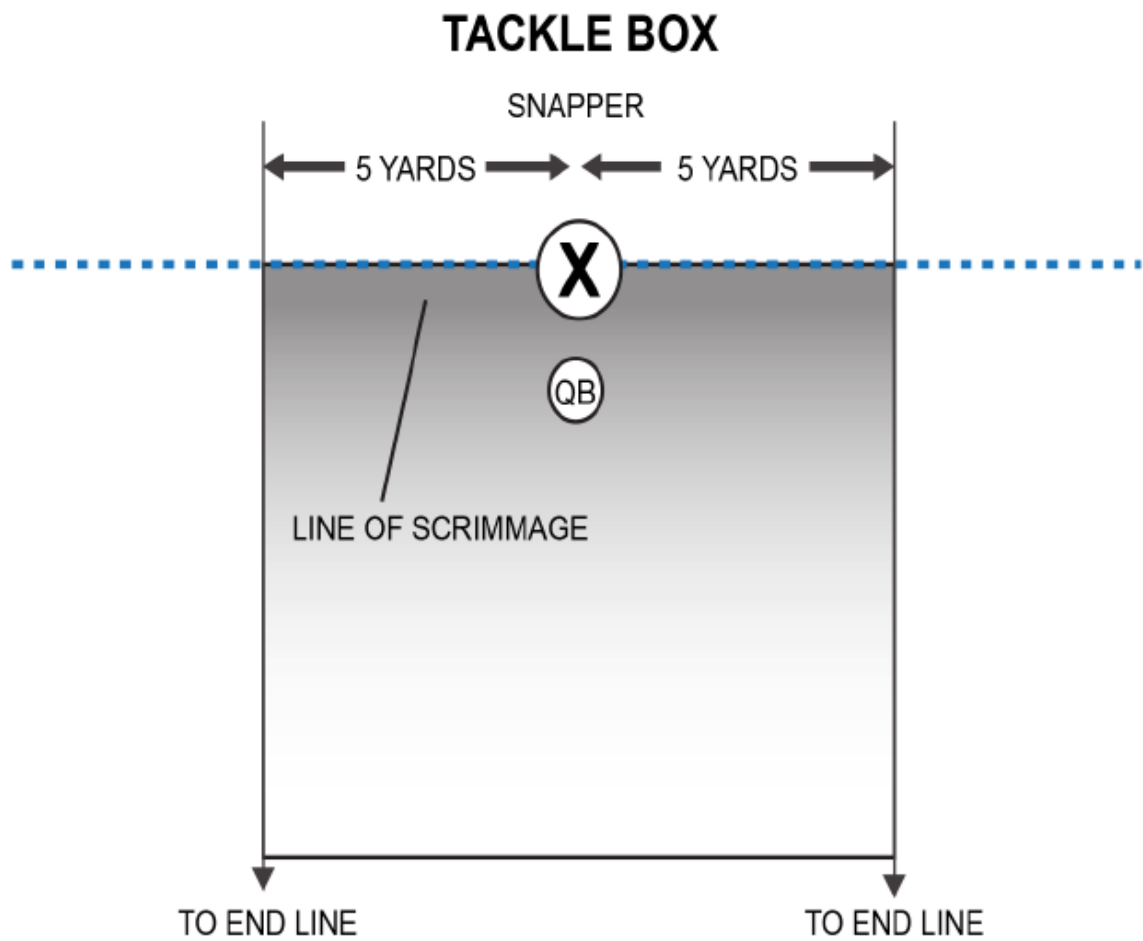 TACKLE BOX
SNAPPER
5 YARDS 5 YARDS
X
QB
LINE OF SCRIMMAGE
TO END LINE TO END LINE